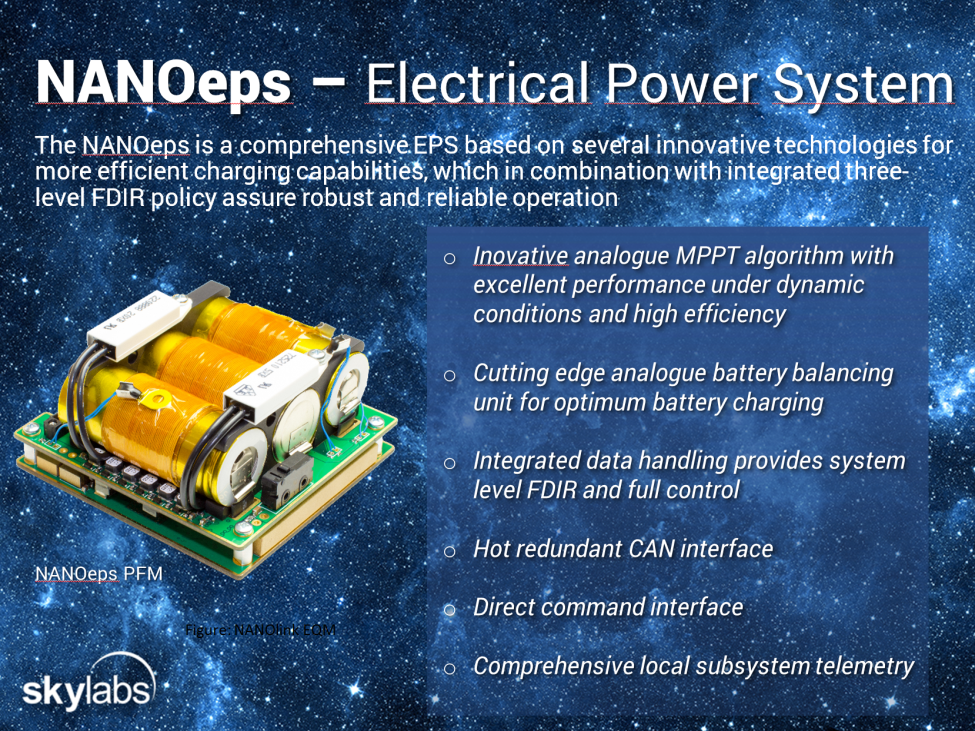 NANOeps – Electrical Power System
The NANOeps is a comprehensive EPS based on several innovative technologies for
more efficient charging capabilities, which in combination with integrated three-
level FDIR policy assure robust and reliable operation
○ Inovative analogue MPPT algorithm with
excellent performance under dynamic
conditions and high efficiency
○ Cutting edge analogue battery balancing
unit for optimum battery charging
○ Integrated data handling provides system
level FDIR and full control
○ Hot redundant CAN interface
○ Direct command interface
○ Comprehensive local subsystem telemetry
NANOeps PFM
Figure: NANOlink EQM
skylabs